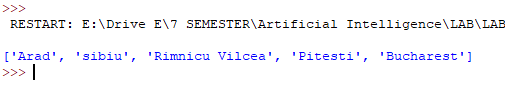 >>>
RESTART: E:\Drive E\7 SEMESTER\Artificial Intelligence\LAB\LAB
['Arad', 'sibiu', 'Rimnicu Vilcea', 'Pitesti', 'Bucharest']
>>>